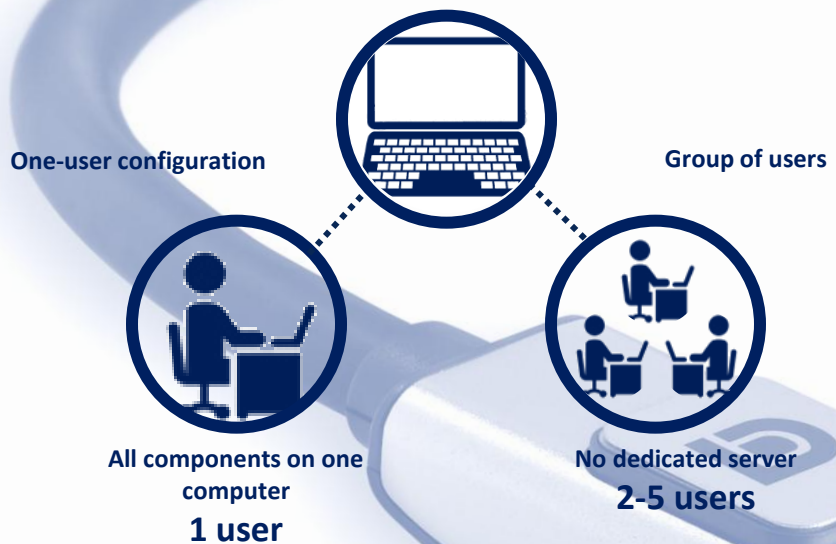 One-user configuration
Group of users
All components on one
computer
1 user
No dedicated server
2-5 users